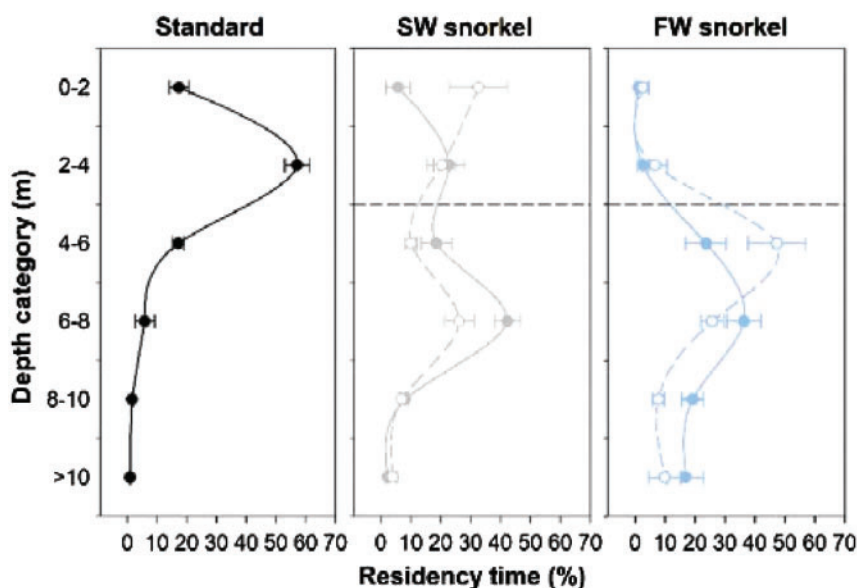 Standard SW snorkel FW snorkel
Depth category (m)
0-2
2-4
4-6
6-8
8-10
>10
0 10 20 30 40 50 60 70 0 10 20 30 40 50 60 70 0 10 20 30 40 50 60 70
Residency time (%)